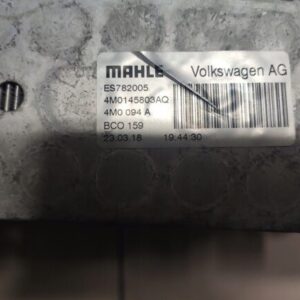 MAHLE Volkswagen AG
ES782005
4M0145803AQ
4M0 094 A
BCO 159
23.03.18 19:44:30